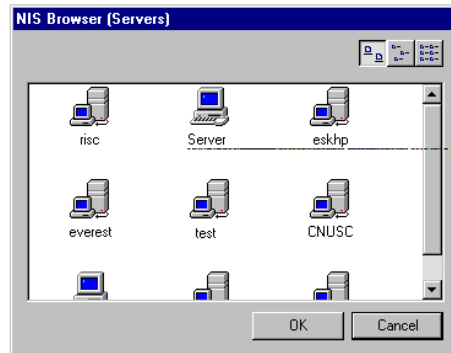 NIS Browser (Servers)
risc Server eskhp
everest test CNUSC
OK Cancel